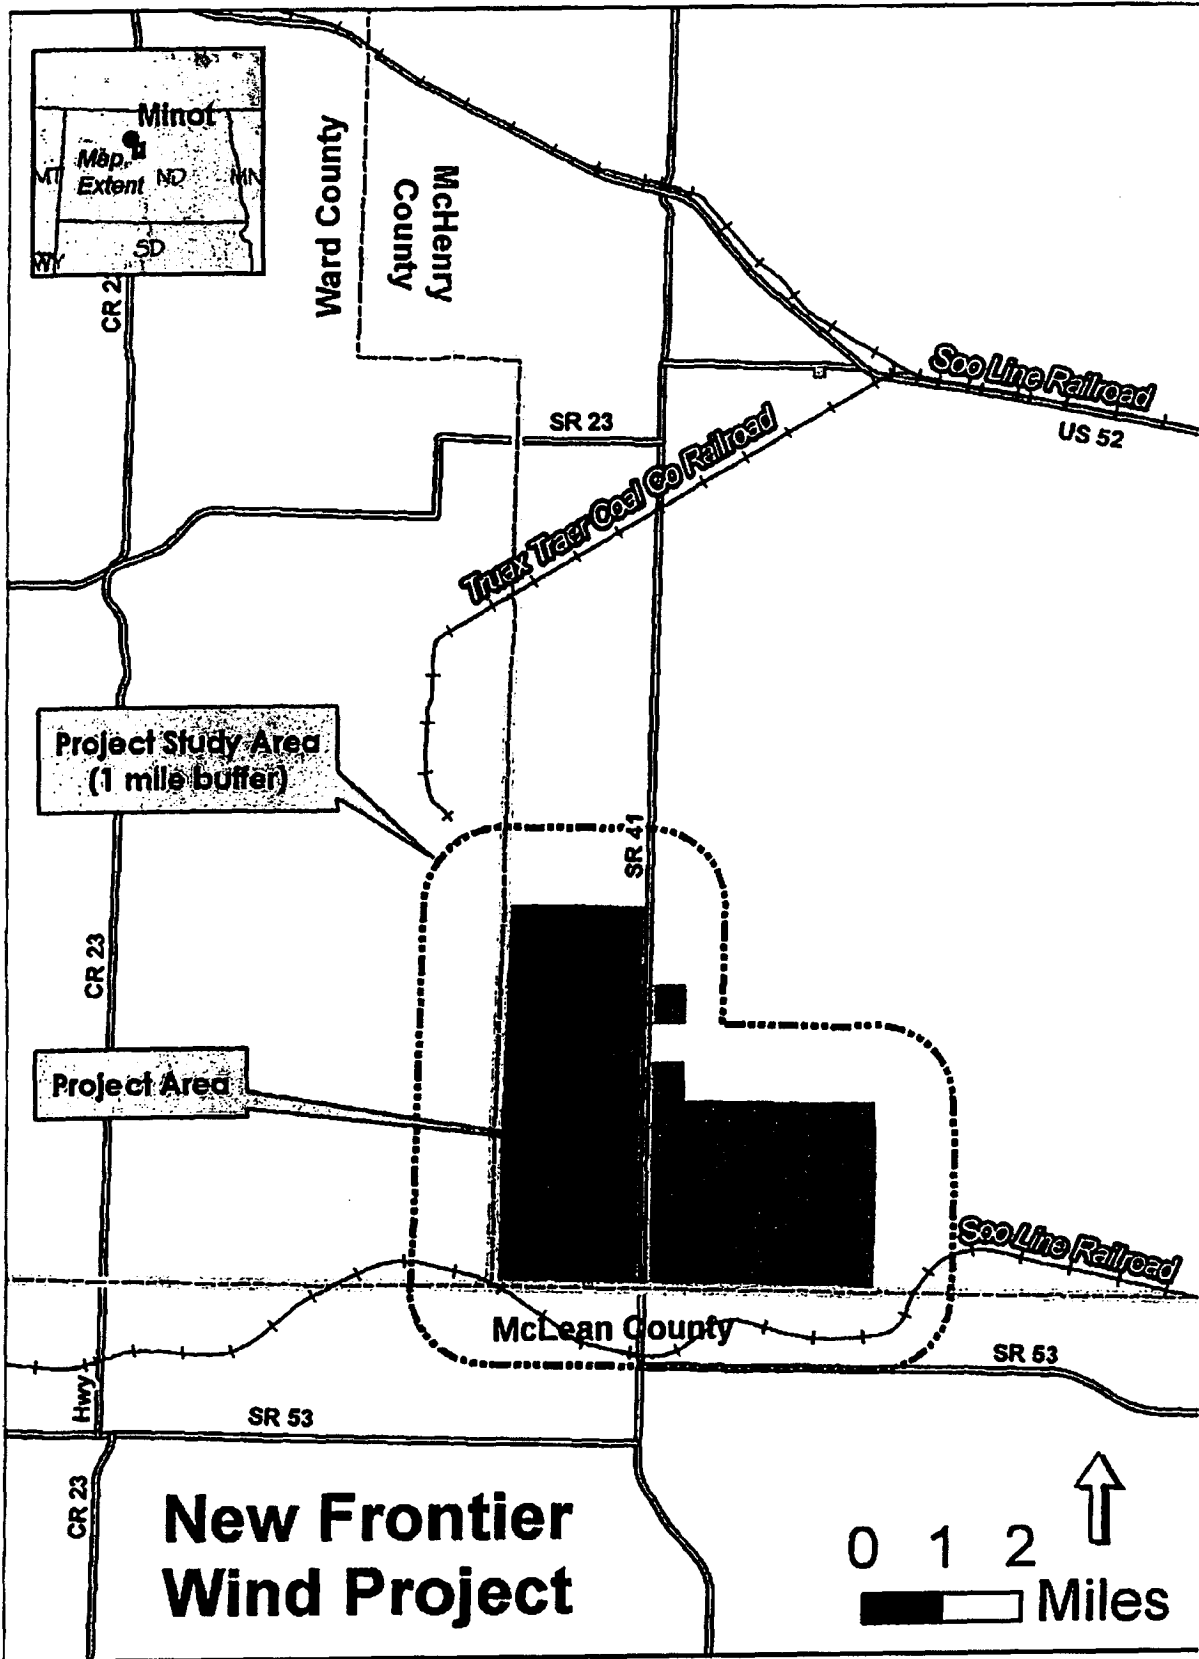 Minot
Map
Extent
MT
ND
MN
SD
WY
Ward County
McHenry
County
Soo Line Railroad
US 52
SR 23
Truax Traer Coal Co Railroad
Project Study Area
(1 mile buffer)
SR 41
CR 23
Project Area
Soo Line Railroad
McLean County
SR 53
Hwy
SR 53
CR 23
New Frontier
Wind Project
0 1 2
Miles